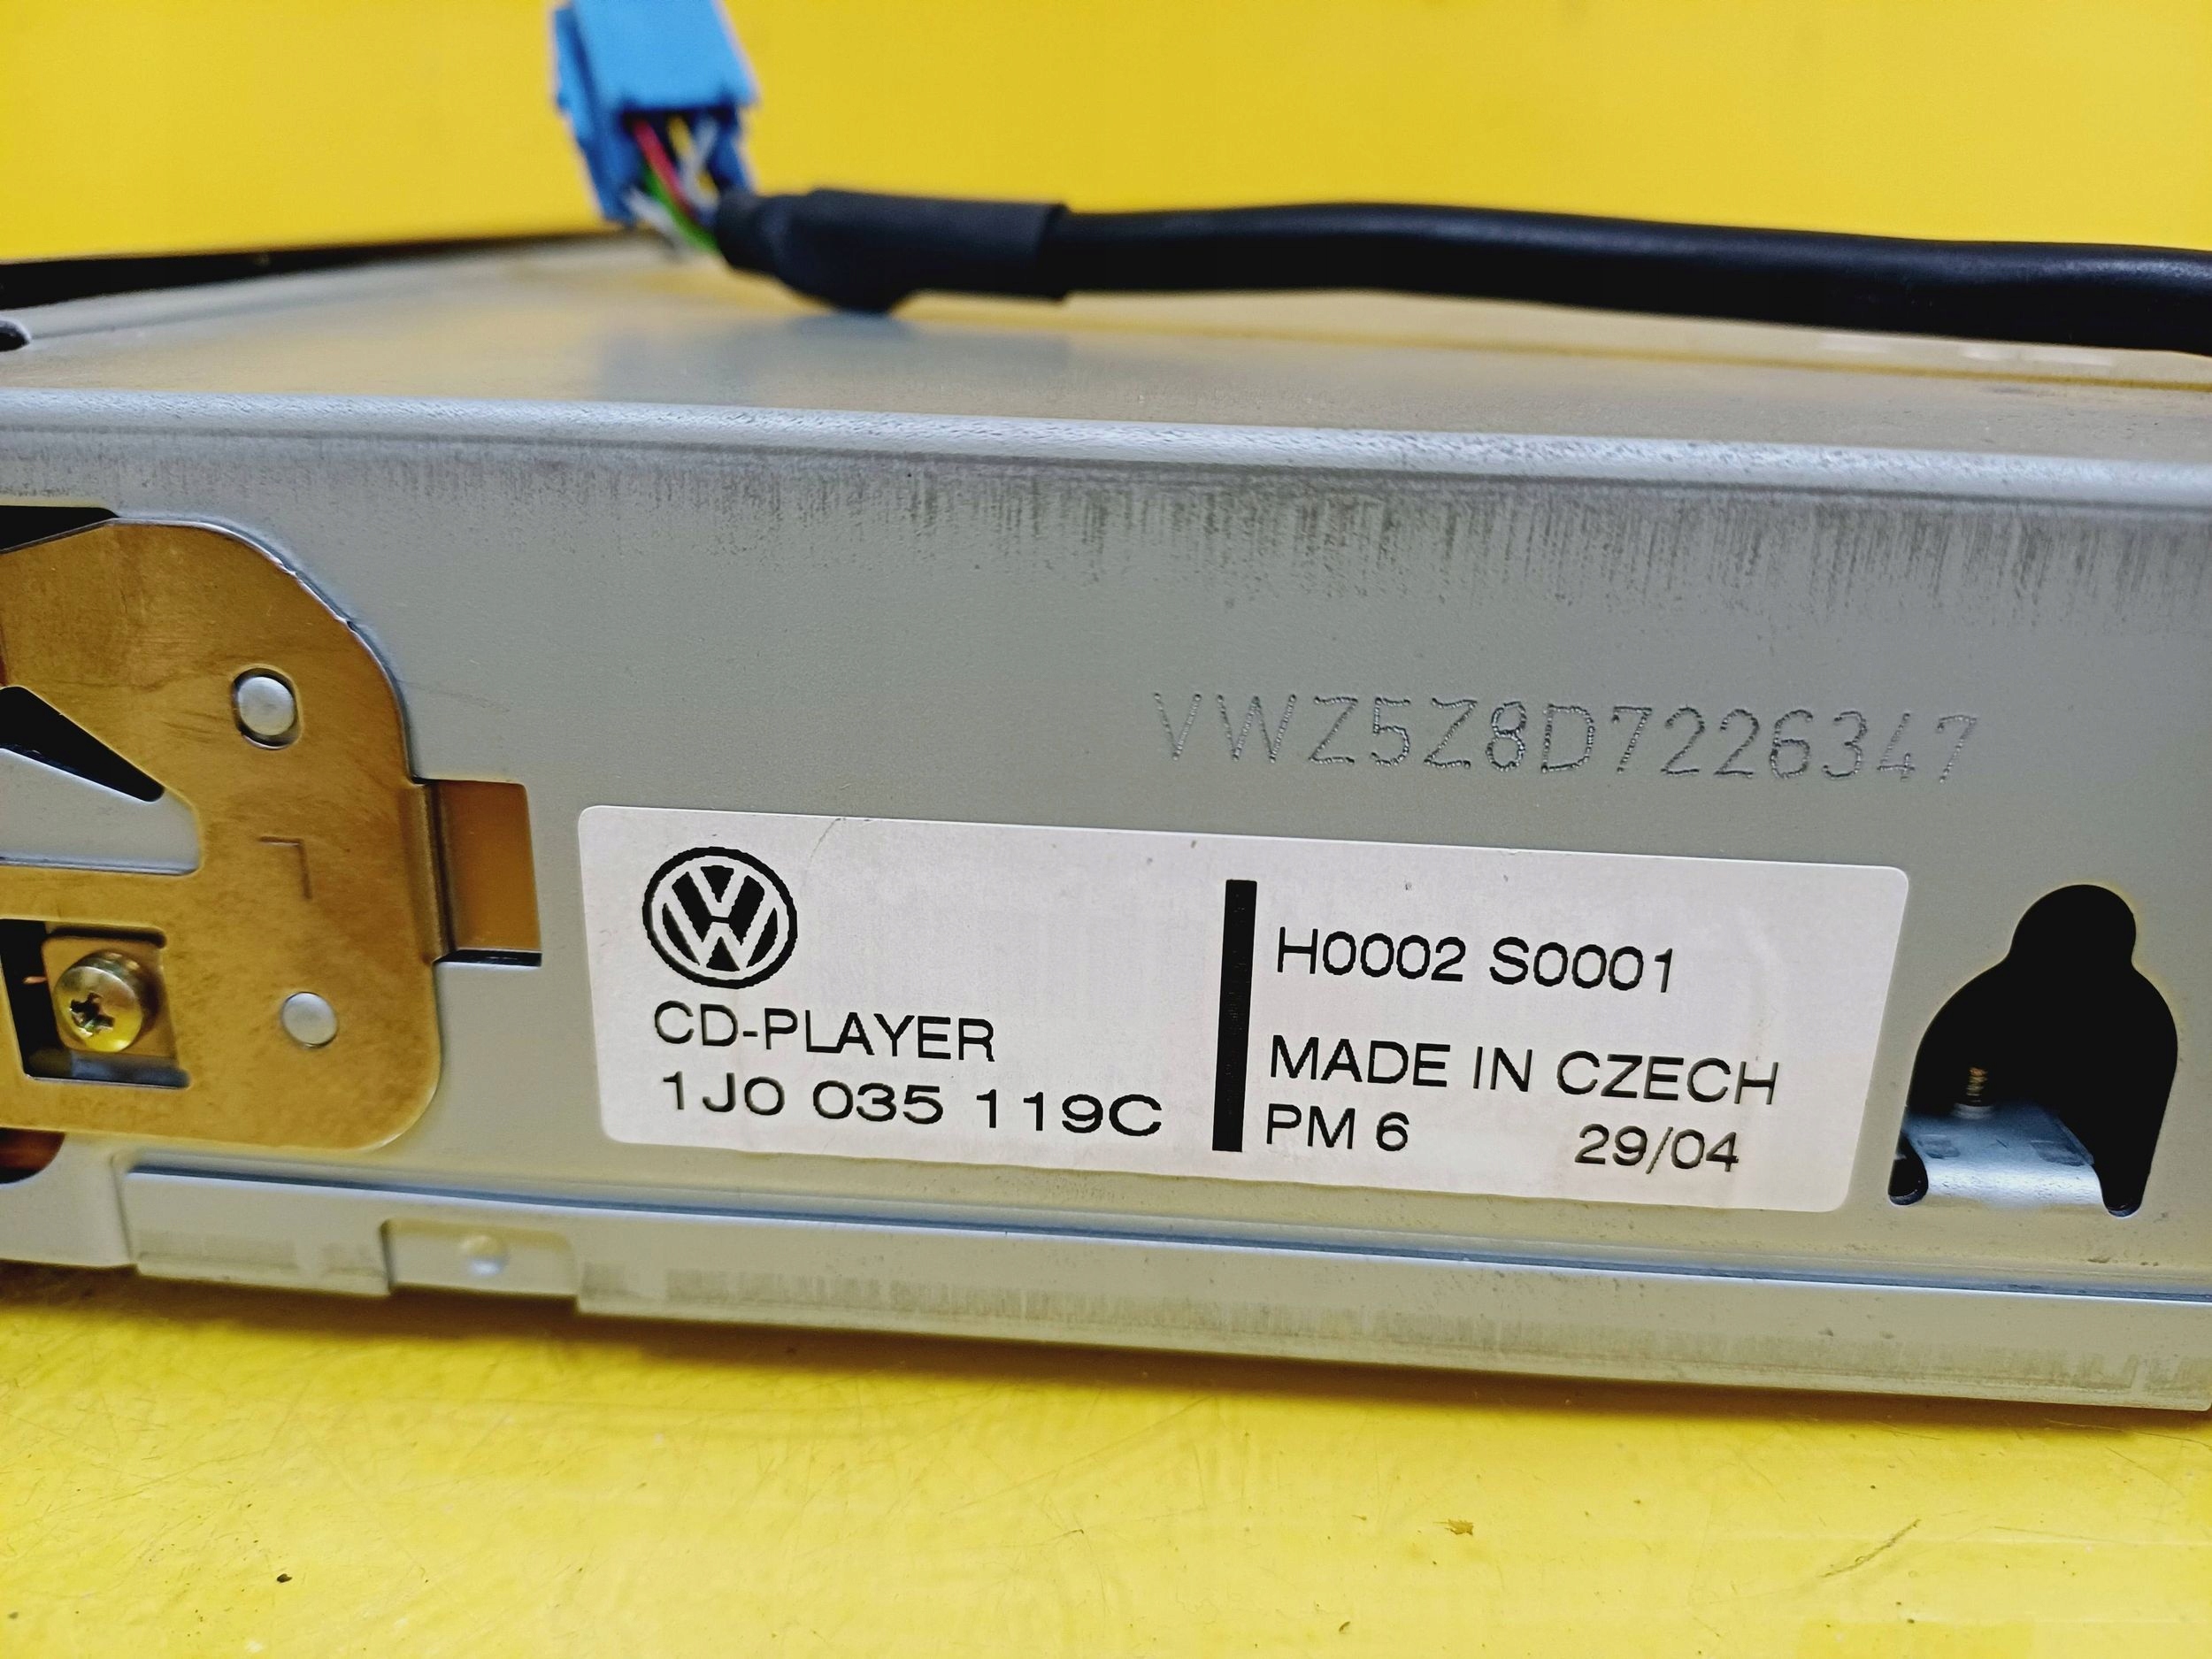 VWZ5Z8D7226347
CD-PLAYER
1J0 035 119C
H0002 S0001
MADE IN CZECH
PM 6 29/04